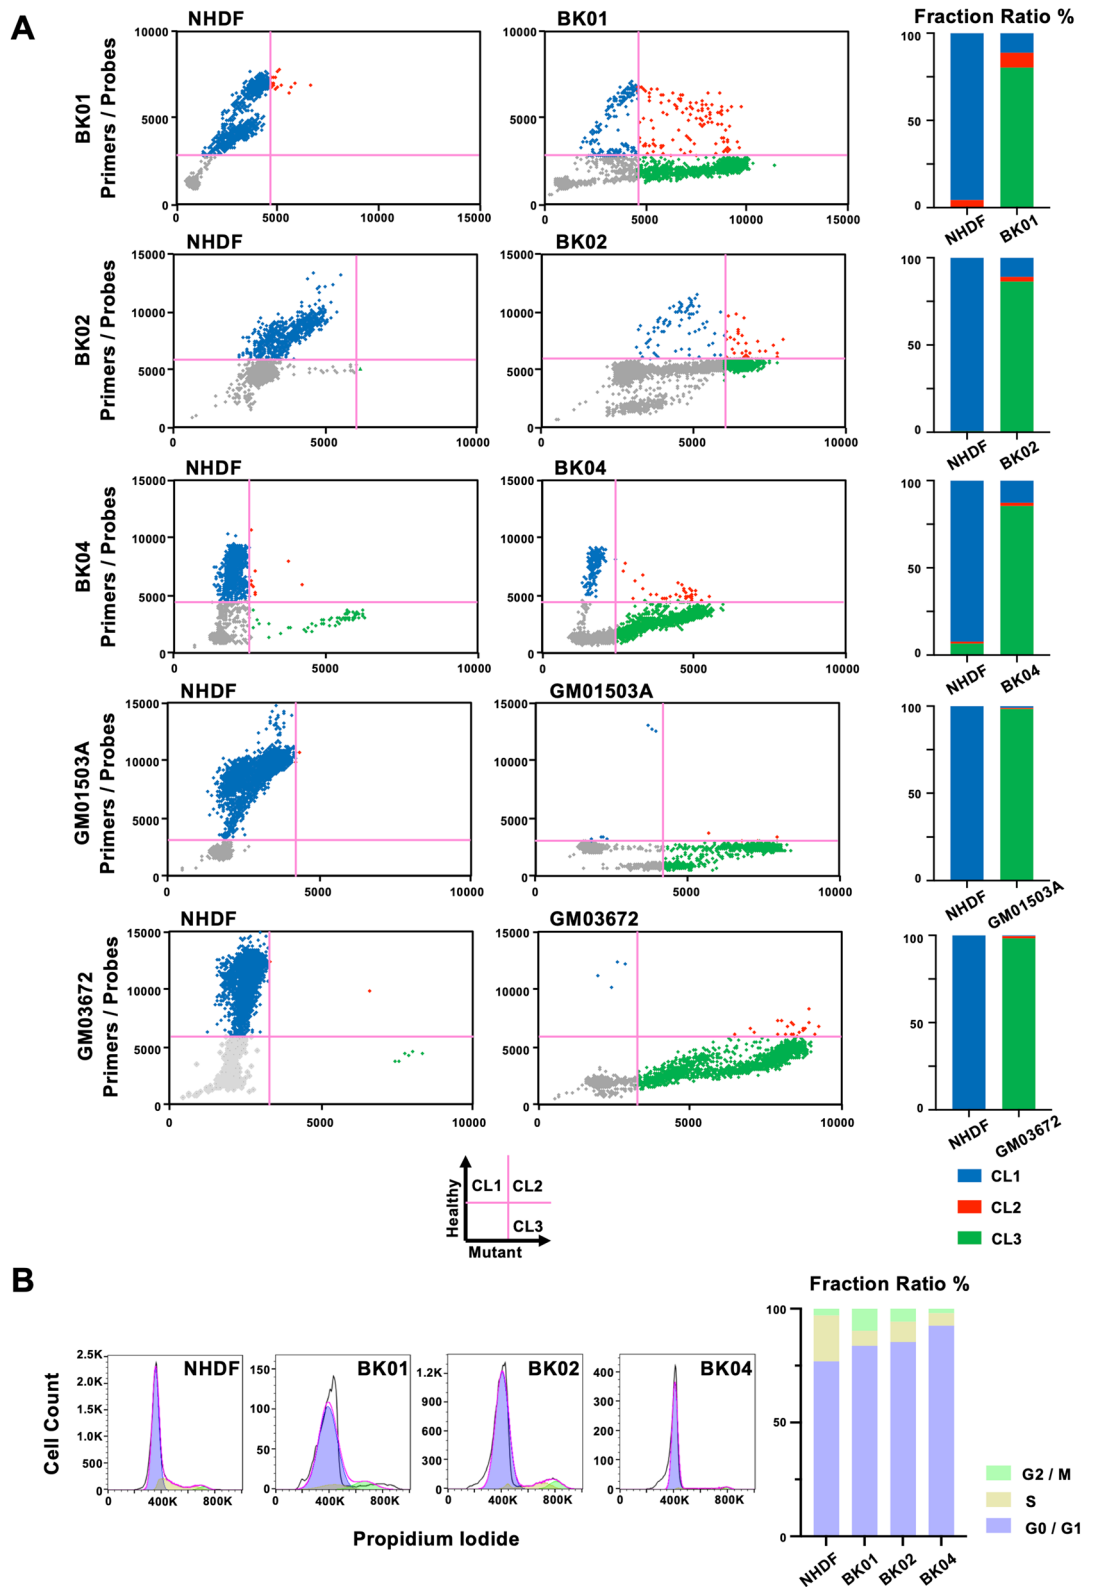 A
NHDF
BK01
Fraction Ratio %
BK01
Primers / Probes
10000
5000
0
0
5000
10000
15000
10000
5000
0
0
5000
10000
15000
100
50
0
NHDF
BK01
NHDF
BK02
BK02
Primers / Probes
15000
10000
5000
0
0
5000
10000
15000
10000
5000
0
0
5000
10000
100
50
0
NHDF
BK02
NHDF
BK04
BK04
Primers / Probes
15000
10000
5000
0
0
5000
10000
15000
10000
5000
0
0
5000
10000
100
50
0
NHDF
BK04
NHDF
GM01503A
GM01503A
Primers / Probes
15000
10000
5000
0
0
5000
10000
15000
10000
5000
0
0
5000
10000
100
50
0
NHDF
GM01503A
NHDF
GM03672
GM03672
Primers / Probes
15000
10000
5000
0
0
5000
10000
15000
10000
5000
0
0
5000
10000
100
50
0
NHDF
GM03672
Healthy
CL1
CL2
CL3
Mutant
CL1
CL2
CL3
B
Fraction Ratio %
Cell Count
2.5K
2.0K
1.5K
1.0K
500
0
NHDF
0
400K
800K
150
100
50
0
BK01
0
400K
800K
1.2K
900
600
300
0
BK02
0
400K
800K
400
300
200
100
0
BK04
0
400K
800K
Propidium Iodide
100
50
0
NHDF
BK01
BK02
BK04
G2 / M
S
G0 / G1